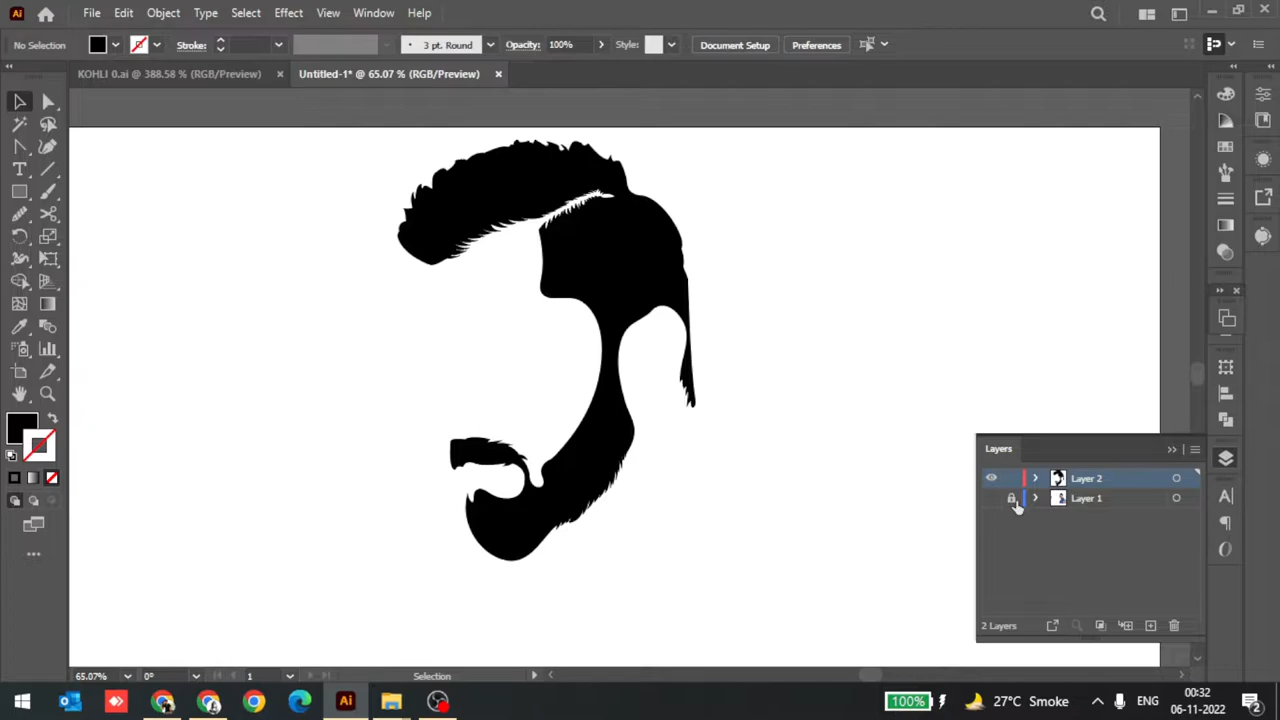 Ai File Edit Object Type Select Effect View Window Help
No Selection Stroke: 3 pt. Round Opacity: 100% Style: Document Setup Preferences
KOHLI 0.ai @ 388.58 % (RGB/Preview) × Untitled-1* @ 65.07 % (RGB/Preview) ×
Layers
Layer 2
Layer 1
2 Layers
65.07% 0° 1 Selection
Ai 100% 27°C Smoke ENG 00:32
06-11-2022 2